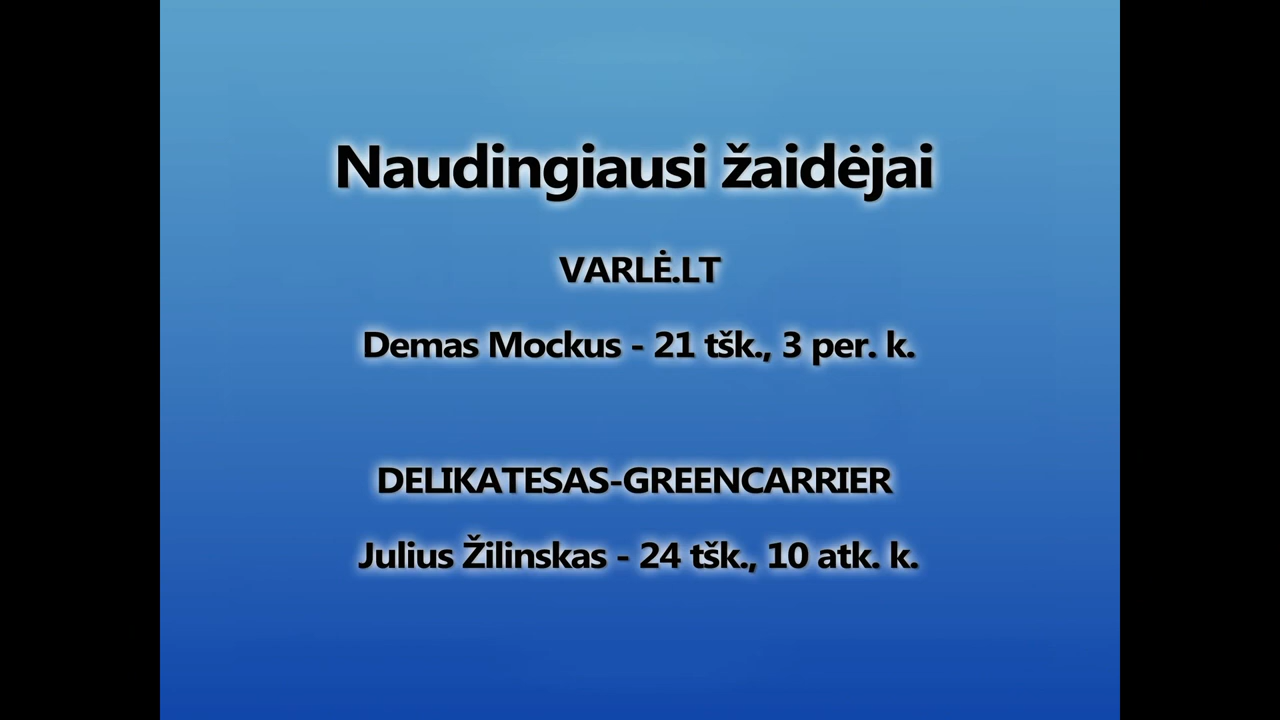 Naudingiausi žaidėjai
VARLĖ.LT
Demas Mockus - 21 tšk., 3 per. k.
DELIKATESAS-GREENCARRIER
Julius Žilinskas - 24 tšk., 10 atk. k.